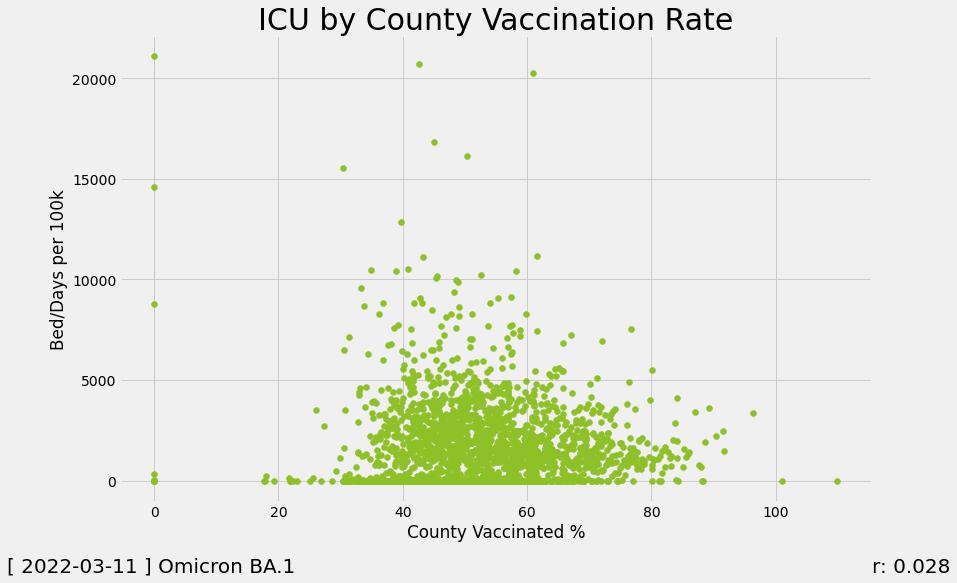 ICU by County Vaccination Rate
20000
15000
10000
5000
0
Bed/Days per 100k
0 20 40 60 80 100
County Vaccinated %
[ 2022-03-11 ] Omicron BA.1
r: 0.028